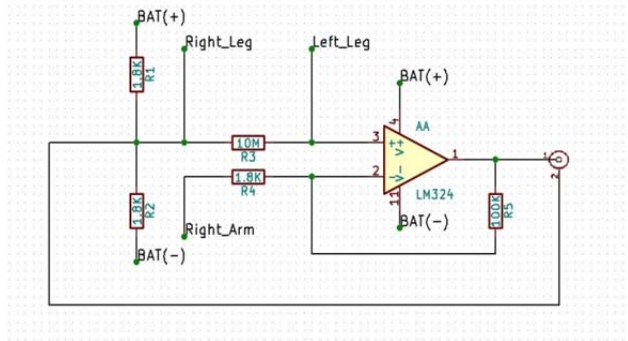 BAT(+)
Right_Leg
Left_Leg
1.8K
R1
BAT(+)
4
AA
10M
R3
3
+
V+
1
1
2
1.8K
R4
2
-
V-
11
LM324
100K
R5
1.8K
R2
Right_Arm
BAT(-)
BAT(-)